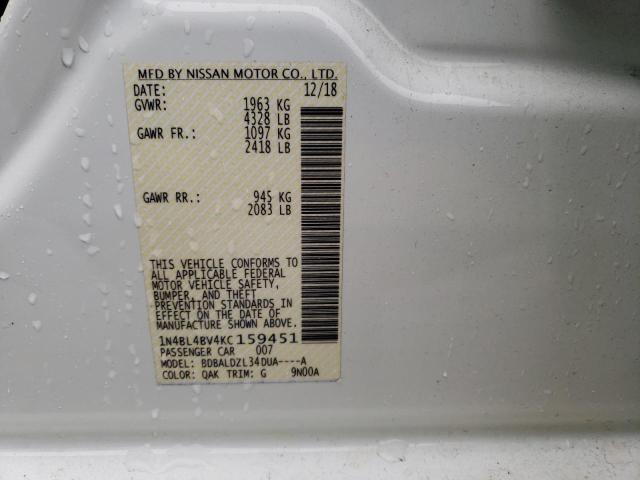 MFD BY NISSAN MOTOR CO., LTD.
DATE: 12/18
GVWR: 1963 KG
4328 LB
GAWR FR.: 1097 KG
2418 LB
GAWR RR.: 945 KG
2083 LB
THIS VEHICLE CONFORMS TO
ALL APPLICABLE FEDERAL
MOTOR VEHICLE SAFETY,
BUMPER, AND THEFT
PREVENTION STANDARDS IN
EFFECT ON THE DATE OF
MANUFACTURE SHOWN ABOVE.
1N4BL4BV4KC159451
PASSENGER CAR 007
MODEL: BDBALDZL34DUA----A
COLOR: QAK TRIM: G 9N00A